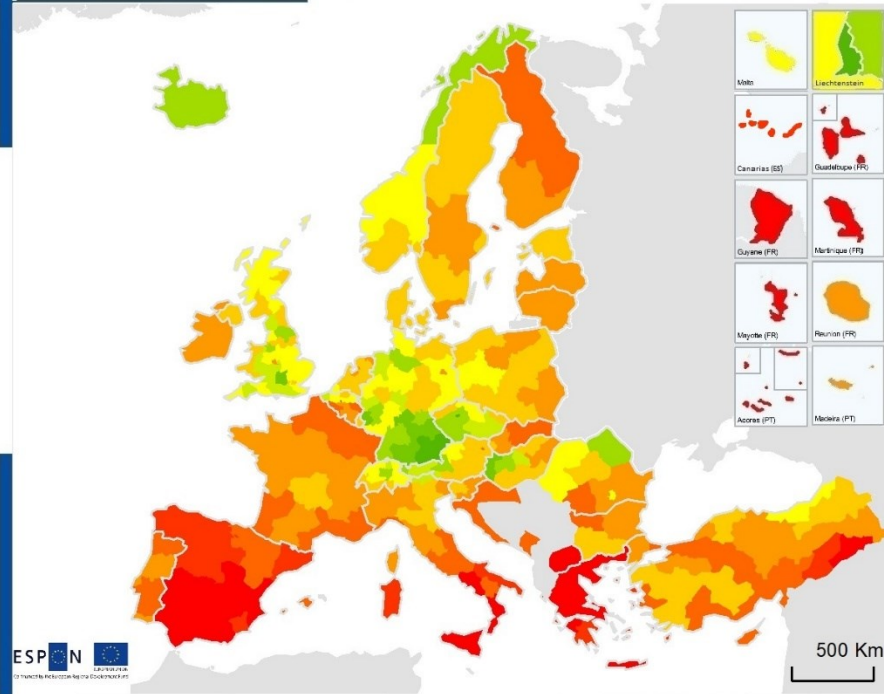 Malta
Liechtenstein
Canarias (ES)
Guadeloupe (FR)
Guyane (FR)
Martinique (FR)
Mayotte (FR)
Reunion (FR)
Acores (PT)
Madeira (PT)
ESPON
500 Km